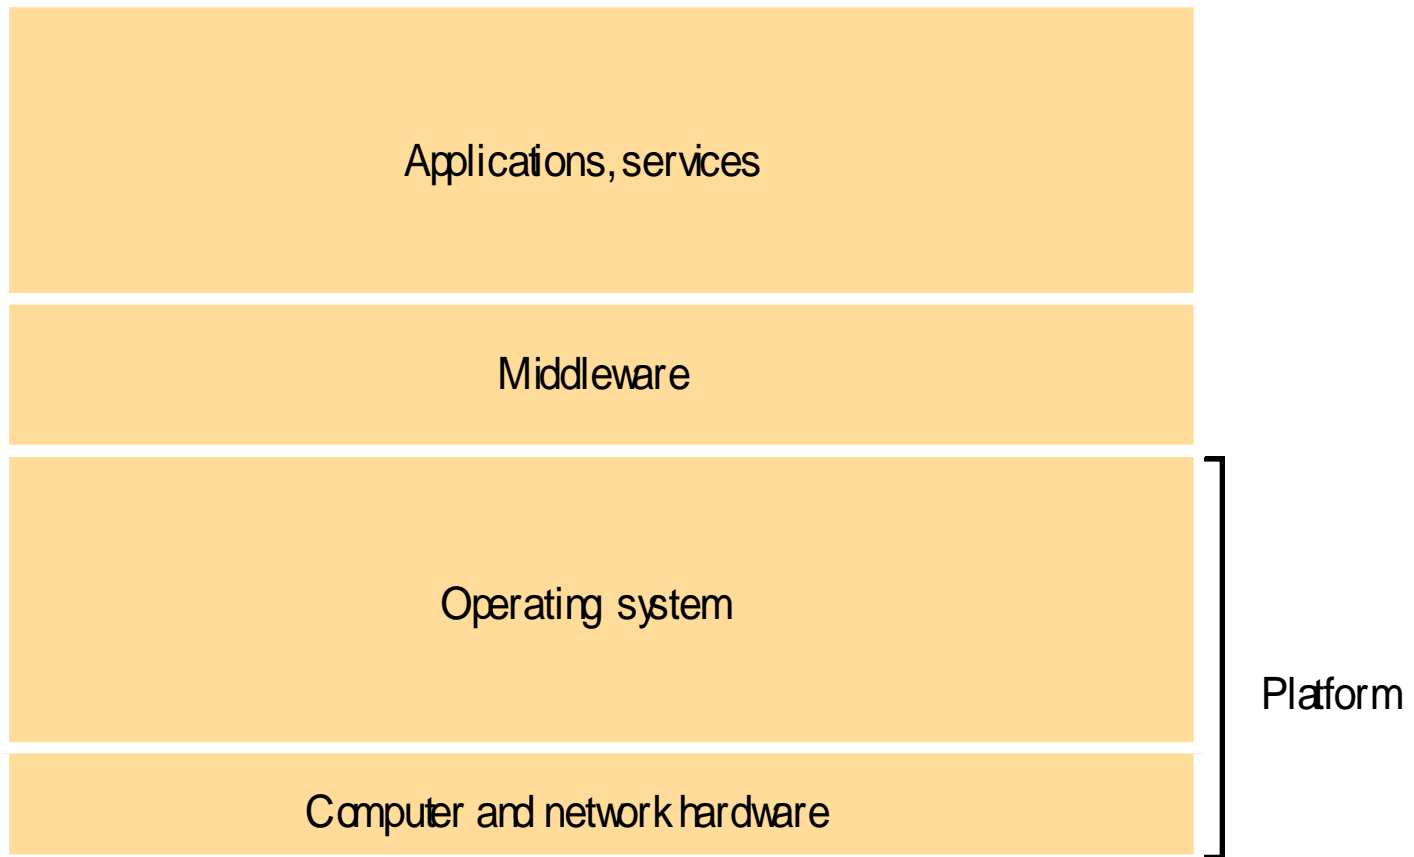 Applications, services
Middleware
Operating system
Platform
Computer and network hardware